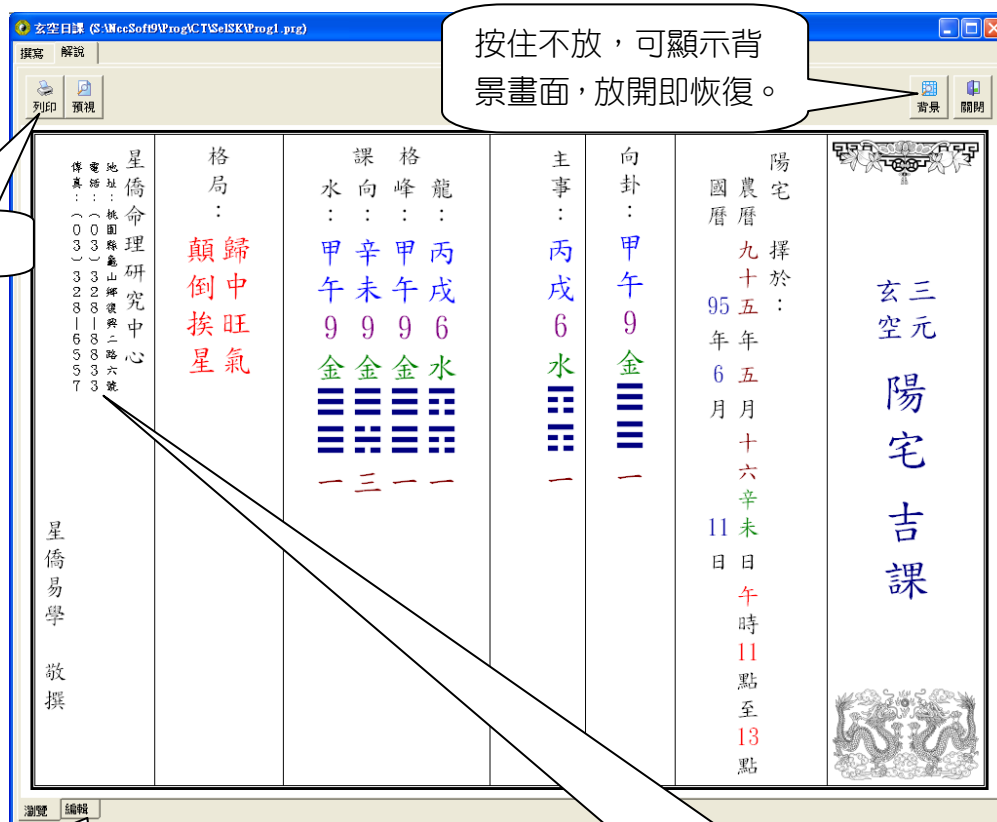 玄空日課 (S:\NccSoft9\Prog\CT\SelSK\Prog1.prg)
撰寫 解說
列印 預視
背景 關閉
按住不放，可顯示背
景畫面，放開即恢復。
三元
玄空
陽宅吉課
陽宅 擇於：
農曆 九十五年五月十六辛未日午時11點至13點
國曆 95年6月11日
向卦：甲午9金 一
主事：丙戌6水 一
龍：丙戌6水 一
格峰：甲午9金 一
課向：辛未9金 三
水：甲午9金 一
格局：
歸中旺氣
顛倒挨星
星僑命理研究中心
地址：桃園縣龜山鄉復興二路六號
電話：(03)328-8833
傳真：(03)328-6557
星僑易學 敬撰
瀏覽 編輯